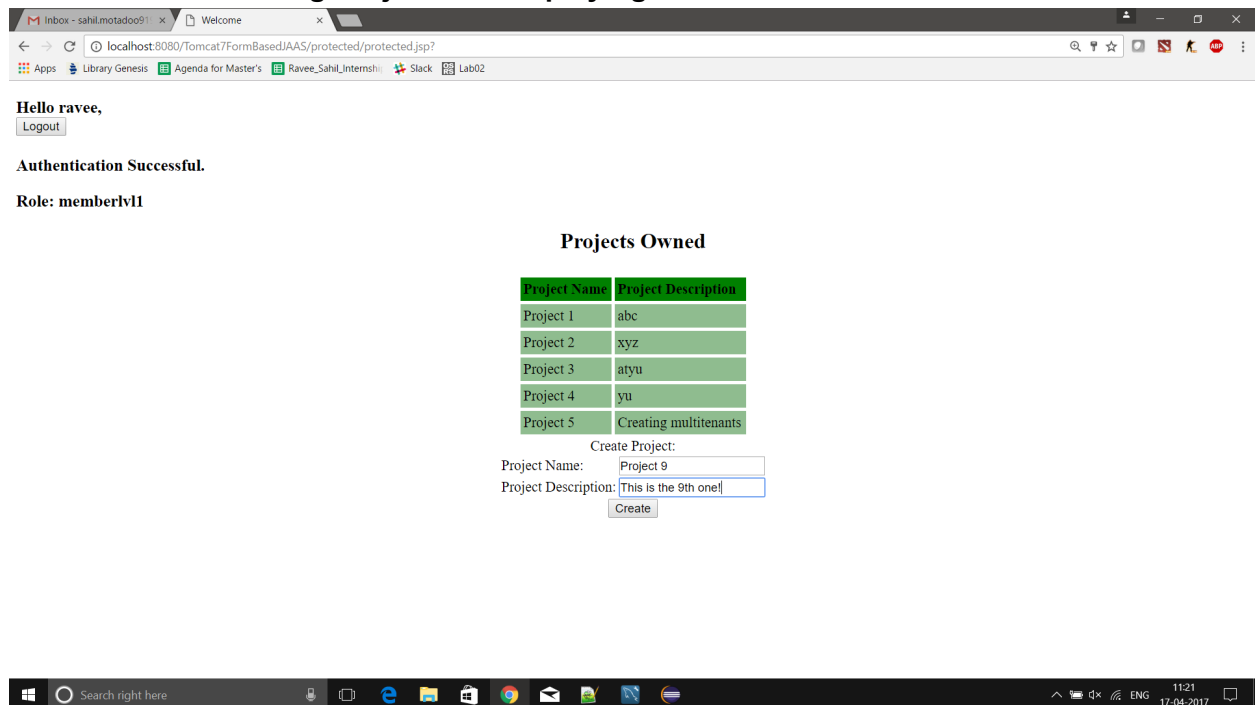 Inbox - sahil.motadoo91
Welcome
localhost:8080/Tomcat7FormBasedJAAS/protected/protected.jsp?
ABP
Apps Library Genesis Agenda for Master's Ravee_Sahil_Internship Slack Lab02
Hello ravee,
Logout
Authentication Successful.
Role: memberlvl1
Projects Owned
Project Name Project Description
Project 1 abc
Project 2 xyz
Project 3 atyu
Project 4 yu
Project 5 Creating multitenants
Create Project:
Project Name: Project 9
Project Description: This is the 9th one!
Create
Search right here
ENG
11:21
17-04-2017